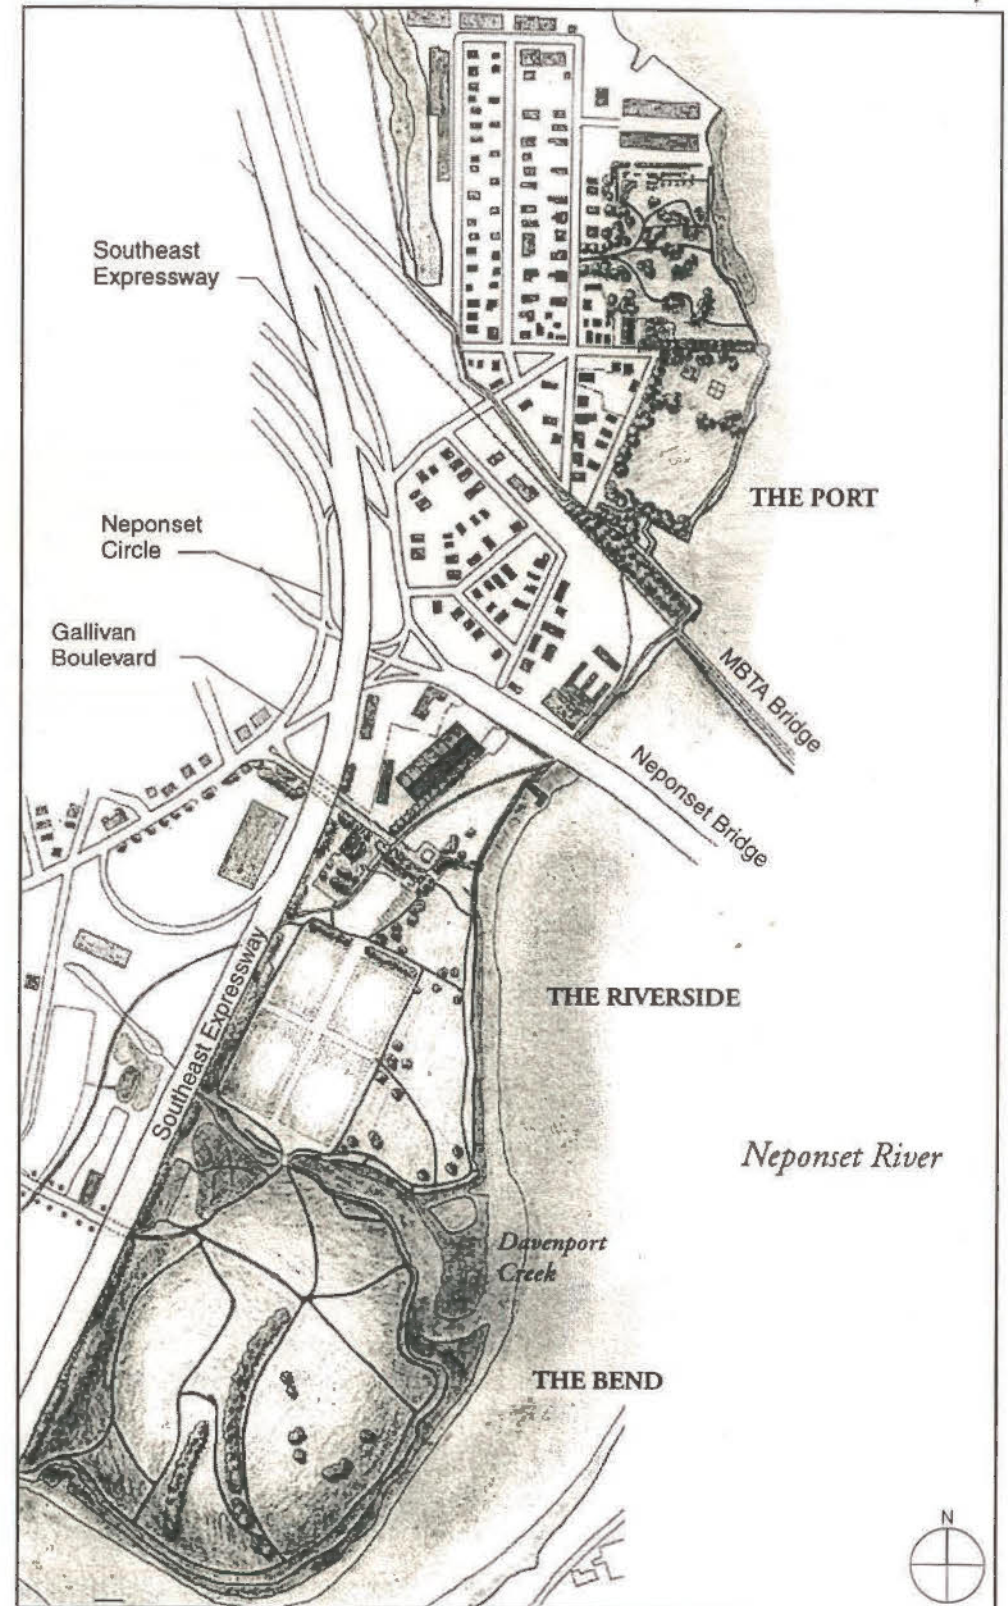 Southeast
Expressway
THE PORT
Neponset
Circle
Gallivan
Boulevard
MBTA Bridge
Neponset Bridge
Southeast Expressway
THE RIVERSIDE
Neponset River
Davenport
Creek
THE BEND
N